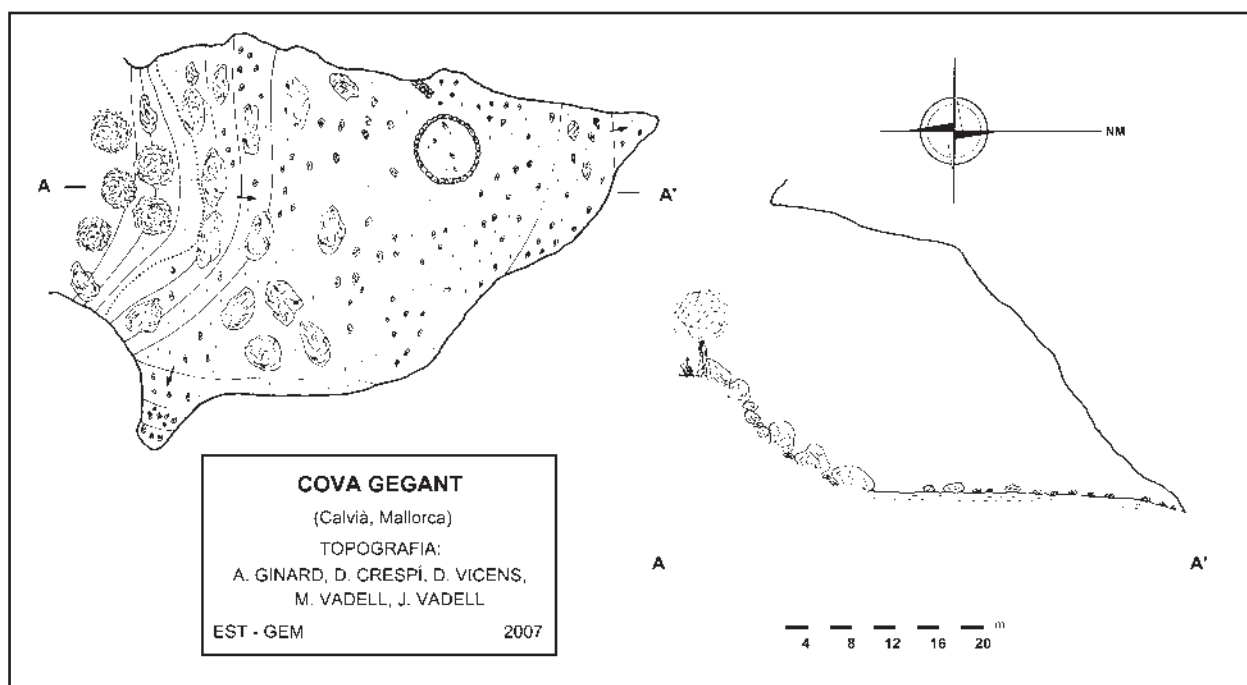 NM
A
A'
COVA GEGANT
(Calvià, Mallorca)
TOPOGRAFIA:
A. GINARD, D. CRESPÍ, D. VICENS,
M. VADELL, J. VADELL
EST - GEM 2007
A
A'
m
4 8 12 16 20